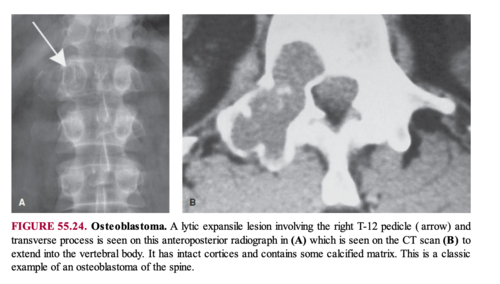 A
B
FIGURE 55.24. Osteoblastoma. A lytic expansile lesion involving the right T-12 pedicle (arrow) and
transverse process is seen on this anteroposterior radiograph in (A) which is seen on the CT scan (B) to
extend into the vertebral body. It has intact cortices and contains some calcified matrix. This is a classic
example of an osteoblastoma of the spine.